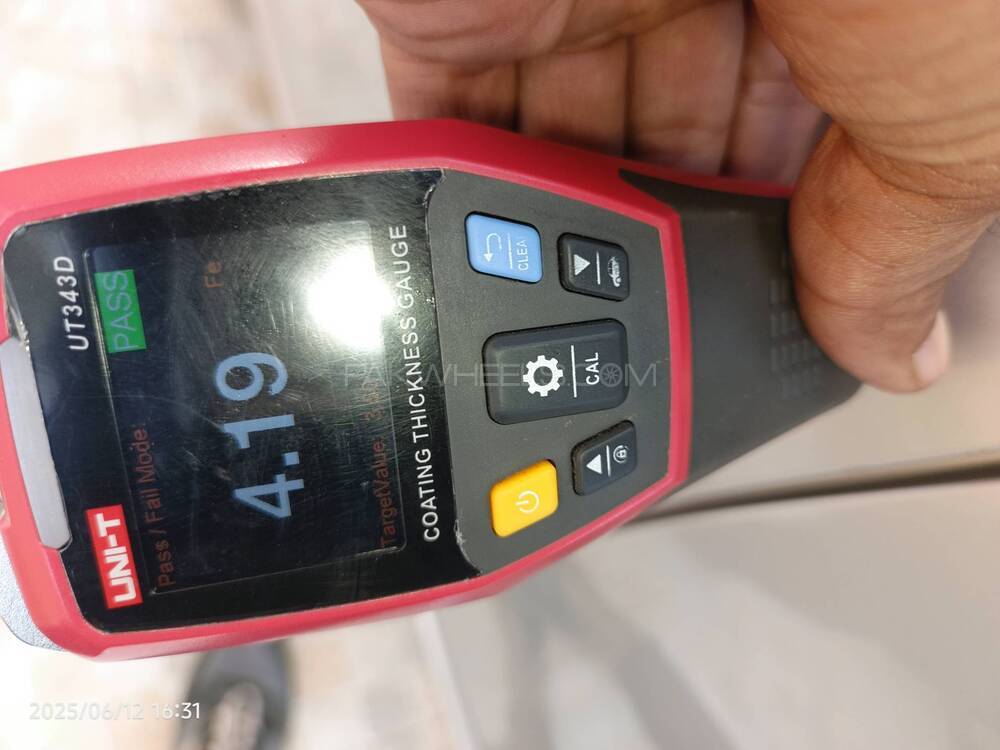 UNI-T
UT343D
Pass / Fail Mode:
PASS
Fe
4.19
TargetValue:
COATING THICKNESS GAUGE
CLEA
CAL
PAKWHEELS.COM
2025/06/12 16:31